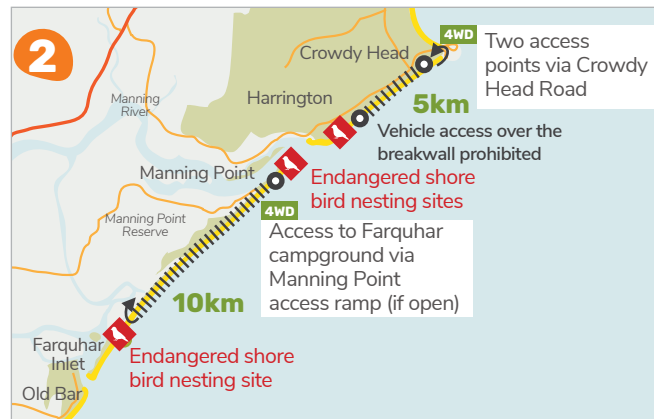 2
4WD
Two access
points via Crowdy
Head Road
Crowdy Head
Harrington
5km
Manning
River
Vehicle access over the
breakwall prohibited
Manning Point
Endangered shore
bird nesting sites
4WD
Manning Point
Reserve
Access to Farquhar
campground via
Manning Point
access ramp (if open)
10km
Farquhar
Inlet
Endangered shore
bird nesting site
Old Bar